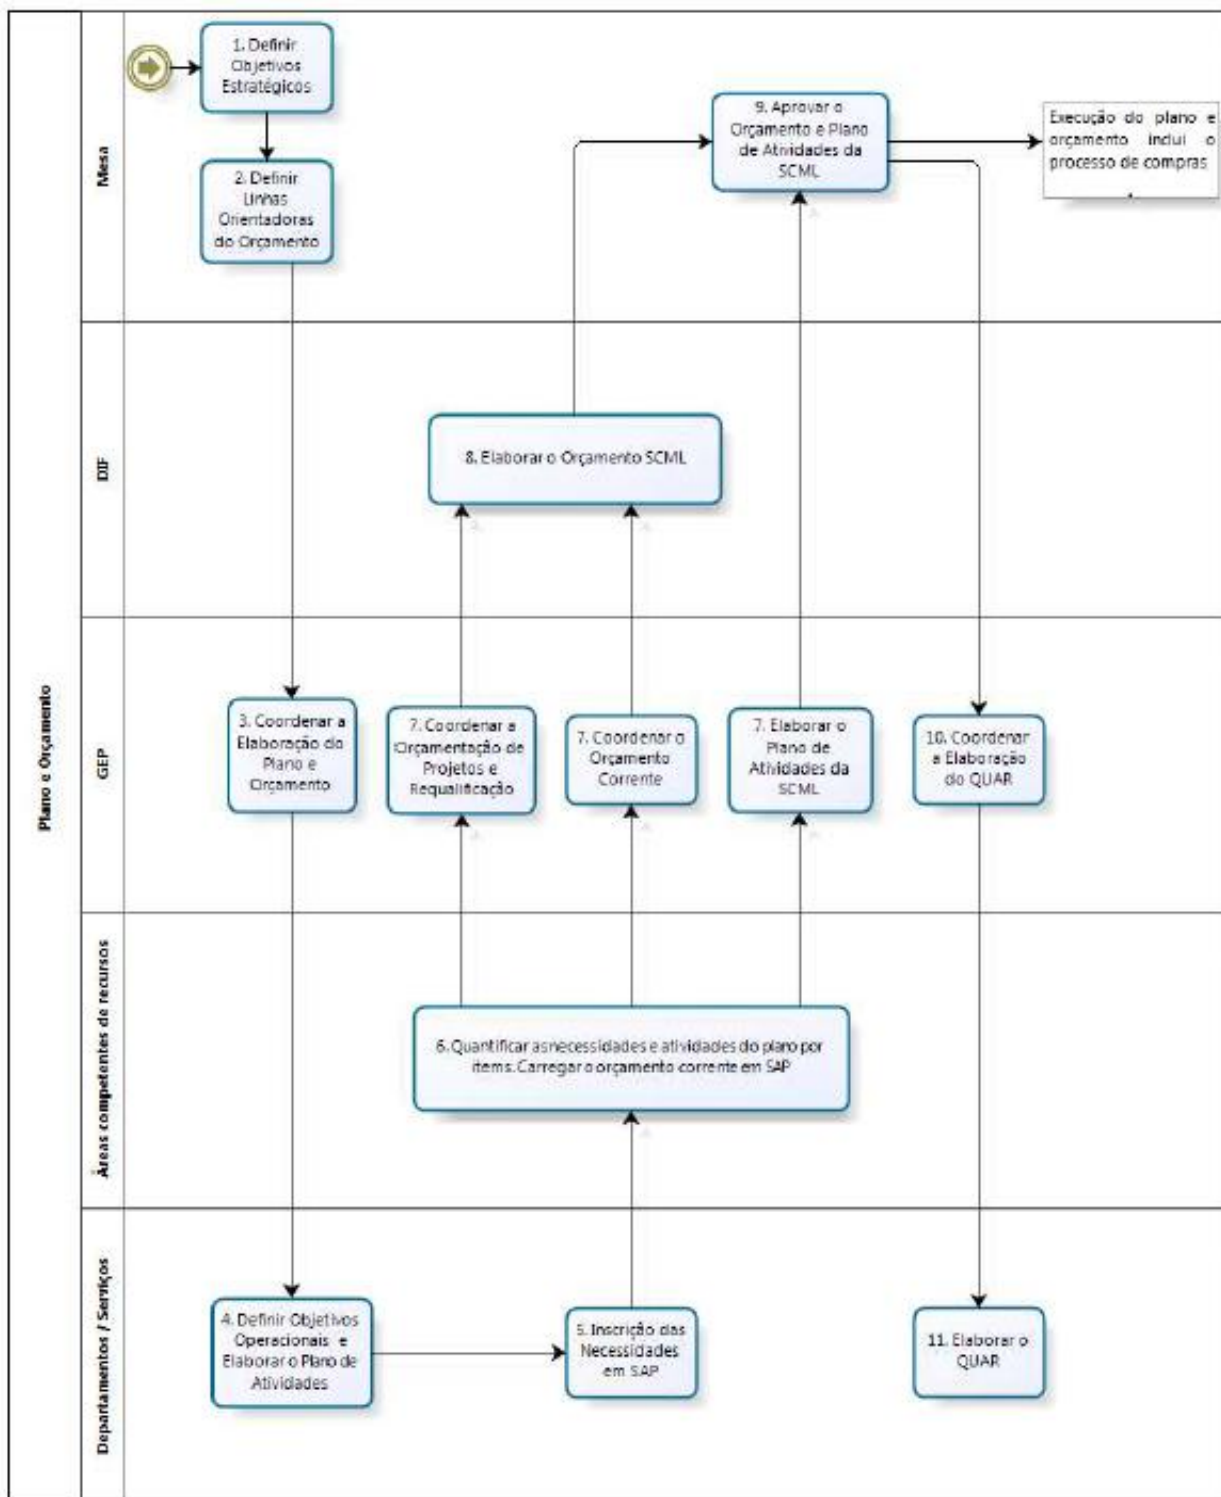 Plano e Orçamento
Mesa
1. Definir
Objetivos
Estratégicos
2. Definir
Linhas
Orientadoras
do Orçamento
9. Aprovar o
Orçamento e Plano
de Atividades da
SCML
Execução do plano e
orçamento inclui o
processo de compras
DIF
8. Elaborar o Orçamento SCML
GEP
3. Coordenar a
Elaboração do
Plano e
Orçamento
7. Coordenar a
Orçamentação de
Projetos e
Requalificação
7. Coordenar o
Orçamento
Corrente
7. Elaborar o
Plano de
Atividades da
SCML
10. Coordenar
a Elaboração
do QUAR
Áreas competentes de recursos
6. Quantificar as necessidades e atividades do plano por
items. Carregar o orçamento corrente em SAP
Departamentos / Serviços
4. Definir Objetivos
Operacionais e
Elaborar o Plano de
Atividades
5. Inscrição das
Necessidades
em SAP
11. Elaborar o
QUAR